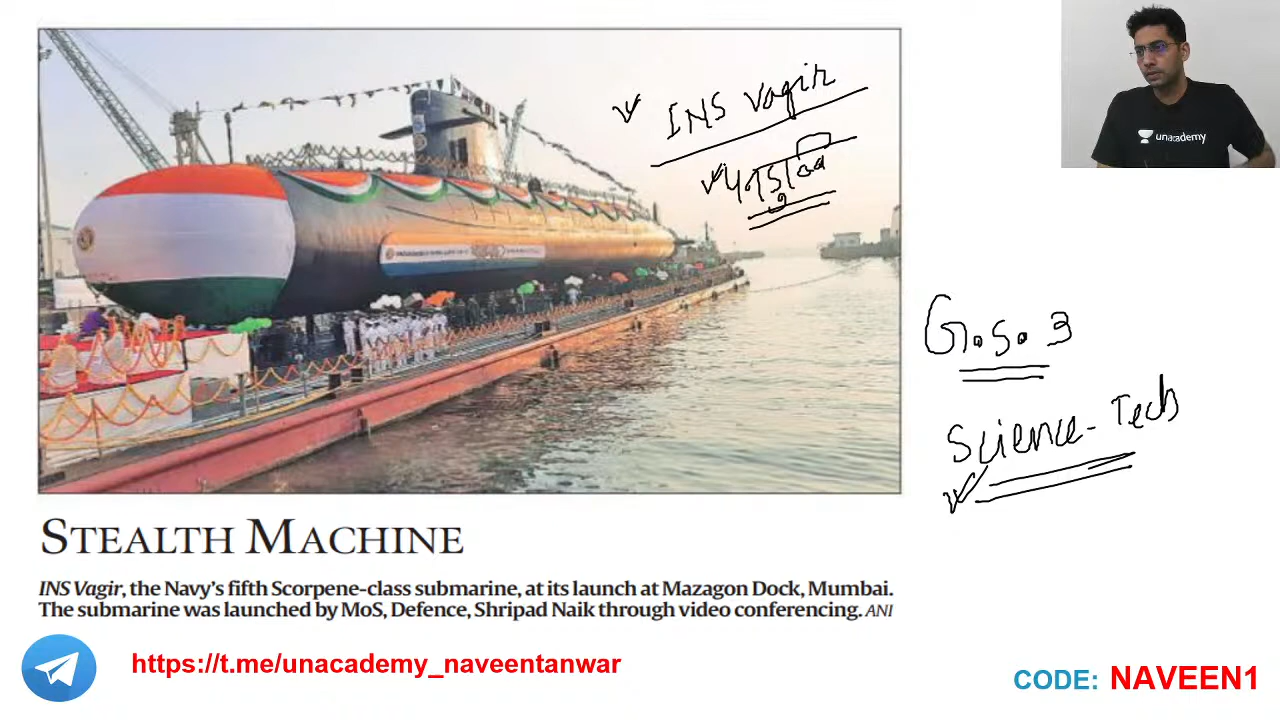 INS Vagir
पनडुब्बी
unacademy
G.S. 3
Science-Tech
STEALTH MACHINE
INS Vagir, the Navy's fifth Scorpene-class submarine, at its launch at Mazagon Dock, Mumbai.
The submarine was launched by MoS, Defence, Shripad Naik through video conferencing. ANI
https://t.me/unacademy_naveentanwar
CODE: NAVEEN1